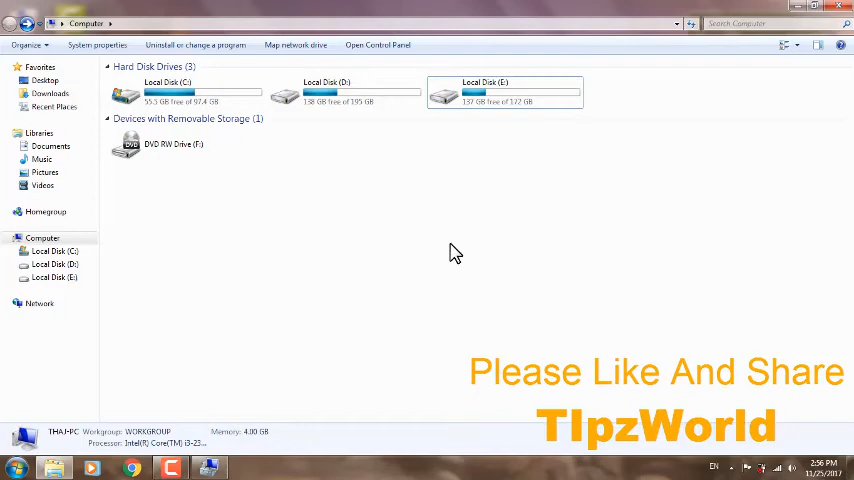 Computer
Search Computer
Organize
System properties
Uninstall or change a program
Map network drive
Open Control Panel
Favorites
Desktop
Downloads
Recent Places
Libraries
Documents
Music
Pictures
Videos
Homegroup
Computer
Local Disk (C:)
Local Disk (D:)
Local Disk (E:)
Network
Hard Disk Drives (3)
Local Disk (C:)
55.5 GB free of 97.4 GB
Local Disk (D:)
138 GB free of 195 GB
Local Disk (E:)
137 GB free of 172 GB
Devices with Removable Storage (1)
DVD
DVD RW Drive (F:)
Please Like And Share
TIpzWorld
THAJ-PC
Workgroup: WORKGROUP
Memory: 4.00 GB
Processor: Intel(R) Core(TM) i3-23...
EN
2:56 PM
11/25/2017